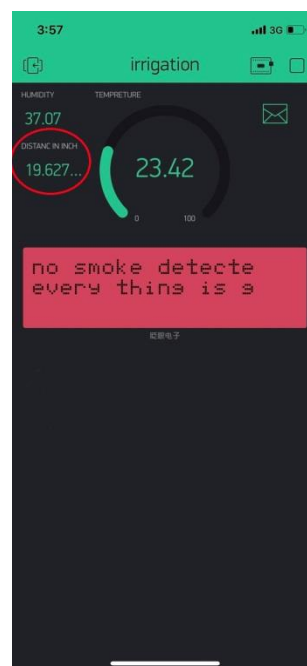 3:57
3G
irrigation
HUMIDITY
TEMPRETURE
37.07
DISTANC IN INCH
19.627...
23.42
0
100
no smoke detecte
every thing is g